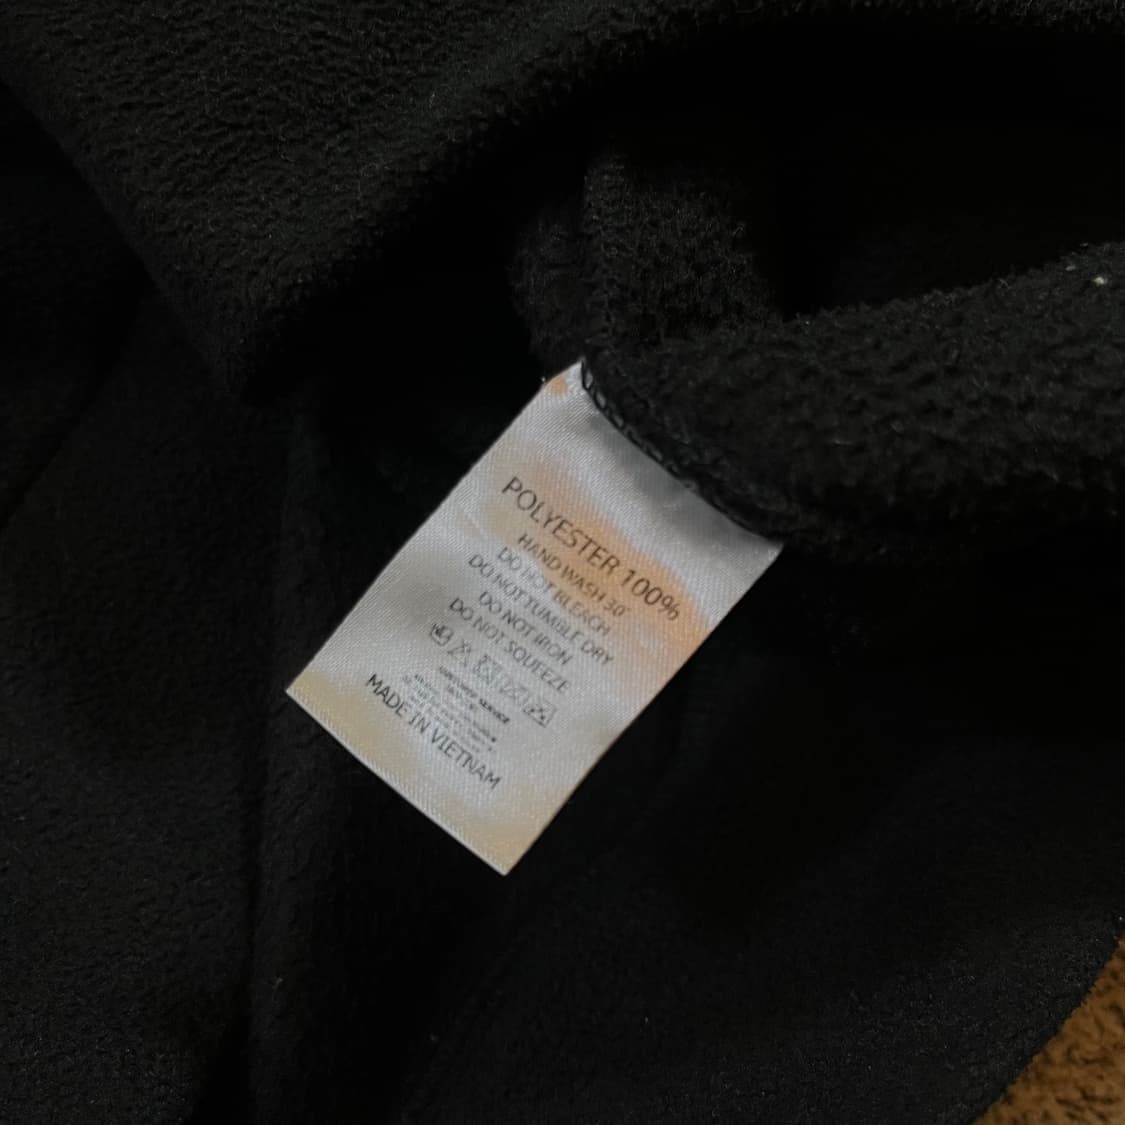 POLYESTER 100%
HAND WASH 30°
DO NOT BLEACH
DO NOT TUMBLE DRY
DO NOT IRON
DO NOT SQUEEZE
SERVICE
MADE IN VIETNAM